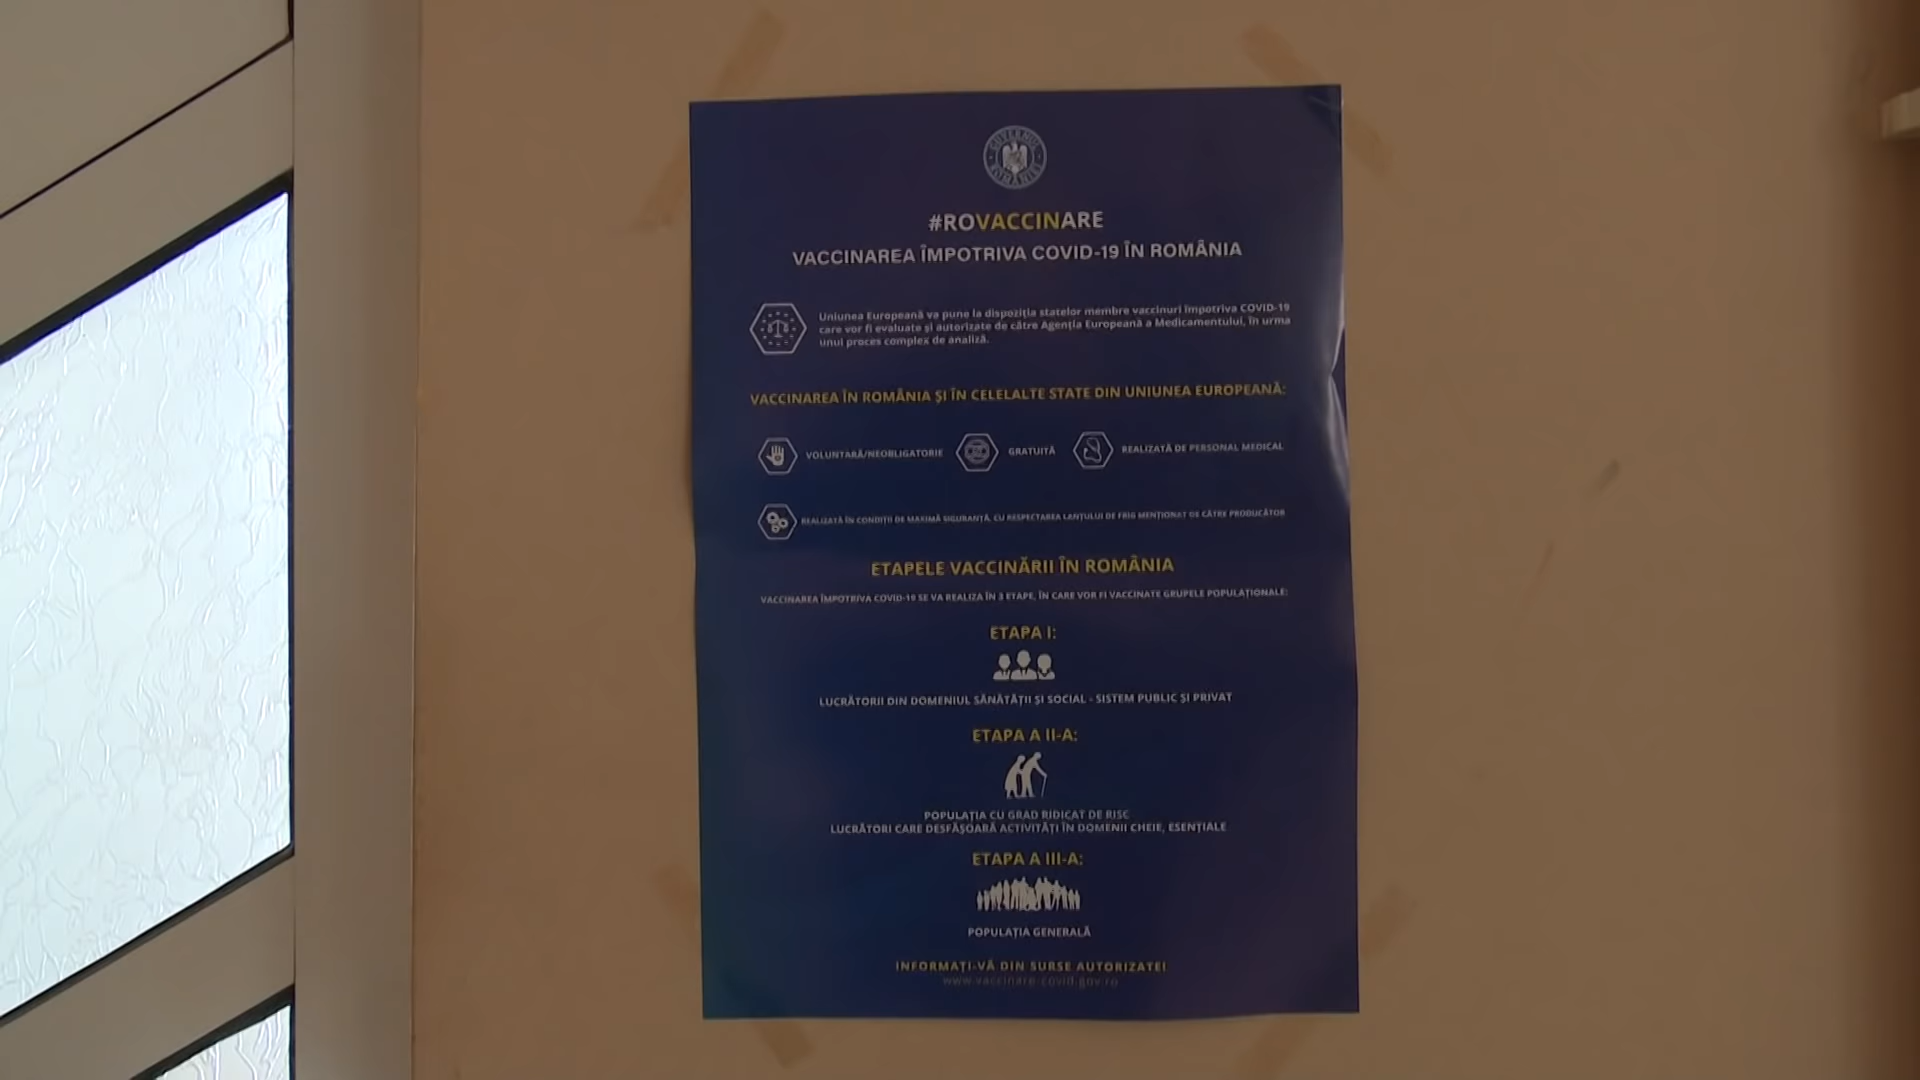 GUVERNUL ROMÂNIEI
#ROVACCINARE
VACCINAREA ÎMPOTRIVA COVID-19 ÎN ROMÂNIA
Uniunea Europeană va pune la dispoziția statelor membre vaccinuri împotriva COVID-19
care vor fi evaluate și autorizate de către Agenția Europeană a Medicamentului, în urma
unui proces complex de analiză.
VACCINAREA ÎN ROMÂNIA ȘI ÎN CELELALTE STATE DIN UNIUNEA EUROPEANĂ:
VOLUNTARĂ/NEOBLIGATORIE
GRATUITĂ
REALIZATĂ DE PERSONAL MEDICAL
REALIZATĂ ÎN CONDIȚII DE MAXIMĂ SIGURANȚĂ, CU RESPECTAREA LANȚULUI DE FRIG MENȚIONAT DE CĂTRE PRODUCĂTOR
ETAPELE VACCINĂRII ÎN ROMÂNIA
VACCINAREA ÎMPOTRIVA COVID-19 SE VA REALIZA ÎN 3 ETAPE, ÎN CARE VOR FI VACCINATE GRUPELE POPULAȚIONALE:
ETAPA I:
LUCRĂTORII DIN DOMENIUL SĂNĂTĂȚII ȘI SOCIAL - SISTEM PUBLIC ȘI PRIVAT
ETAPA A II-A:
POPULAȚIA CU GRAD RIDICAT DE RISC
LUCRĂTORI CARE DESFĂȘOARĂ ACTIVITĂȚI ÎN DOMENII CHEIE, ESENȚIALE
ETAPA A III-A:
POPULAȚIA GENERALĂ
INFORMAȚI-VĂ DIN SURSE AUTORIZATE!
www.vaccinare-covid.gov.ro